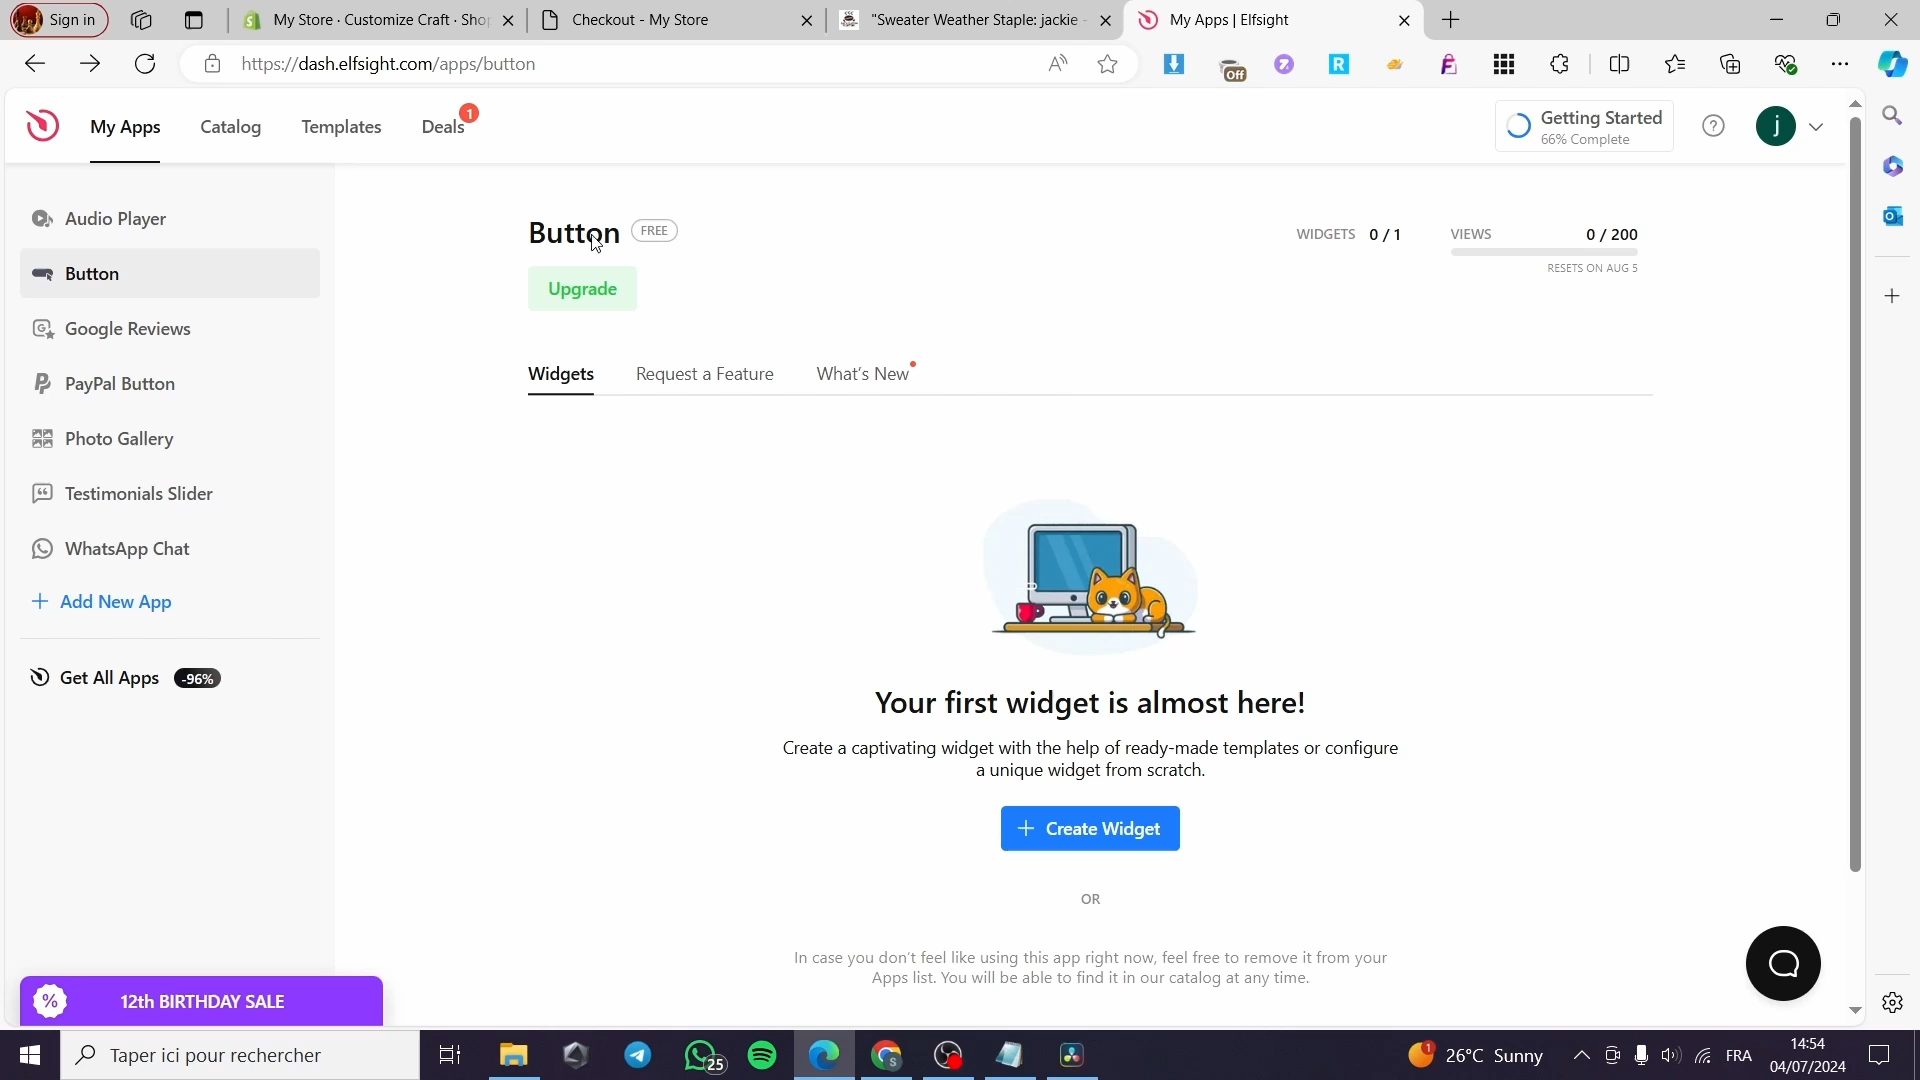 Sign in
My Store · Customize Craft · Shop
Checkout - My Store
"Sweater Weather Staple: jackie -
My Apps | Elfsight
https://dash.elfsight.com/apps/button
Off
My Apps
Catalog
Templates
Deals
1
Getting Started
66% Complete
j
Audio Player
Button
Google Reviews
PayPal Button
Photo Gallery
Testimonials Slider
WhatsApp Chat
Add New App
Get All Apps -96%
Button FREE
Upgrade
WIDGETS 0 / 1
VIEWS 0 / 200
RESETS ON AUG 5
Widgets
Request a Feature
What's New
Your first widget is almost here!
Create a captivating widget with the help of ready-made templates or configure
a unique widget from scratch.
+ Create Widget
OR
In case you don't feel like using this app right now, feel free to remove it from your
Apps list. You will be able to find it in our catalog at any time.
% 12th BIRTHDAY SALE
Taper ici pour rechercher
25
1
26°C Sunny
FRA
14:54
04/07/2024